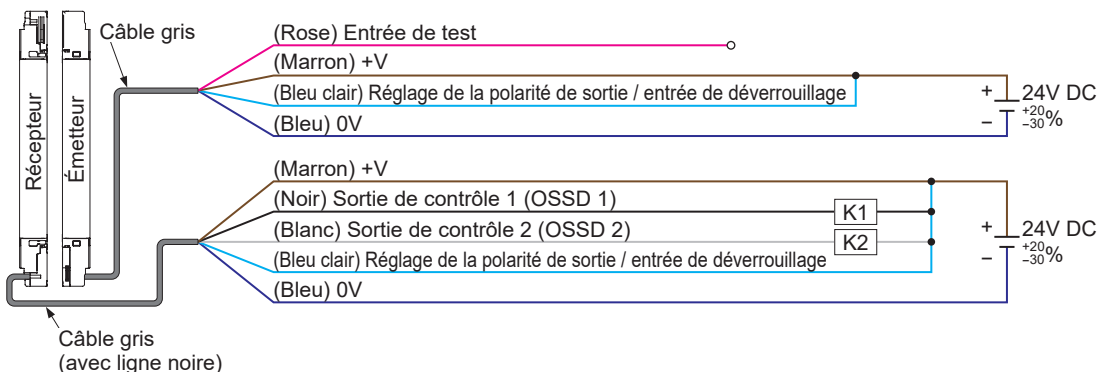 Câble gris
Récepteur
Émetteur
(Rose) Entrée de test
(Marron) +V
(Bleu clair) Réglage de la polarité de sortie / entrée de déverrouillage
(Bleu) 0V
+ 24V DC
+20
–30%
–
(Marron) +V
(Noir) Sortie de contrôle 1 (OSSD 1)
K1
(Blanc) Sortie de contrôle 2 (OSSD 2)
K2
(Bleu clair) Réglage de la polarité de sortie / entrée de déverrouillage
(Bleu) 0V
+ 24V DC
+20
–30%
–
Câble gris
(avec ligne noire)